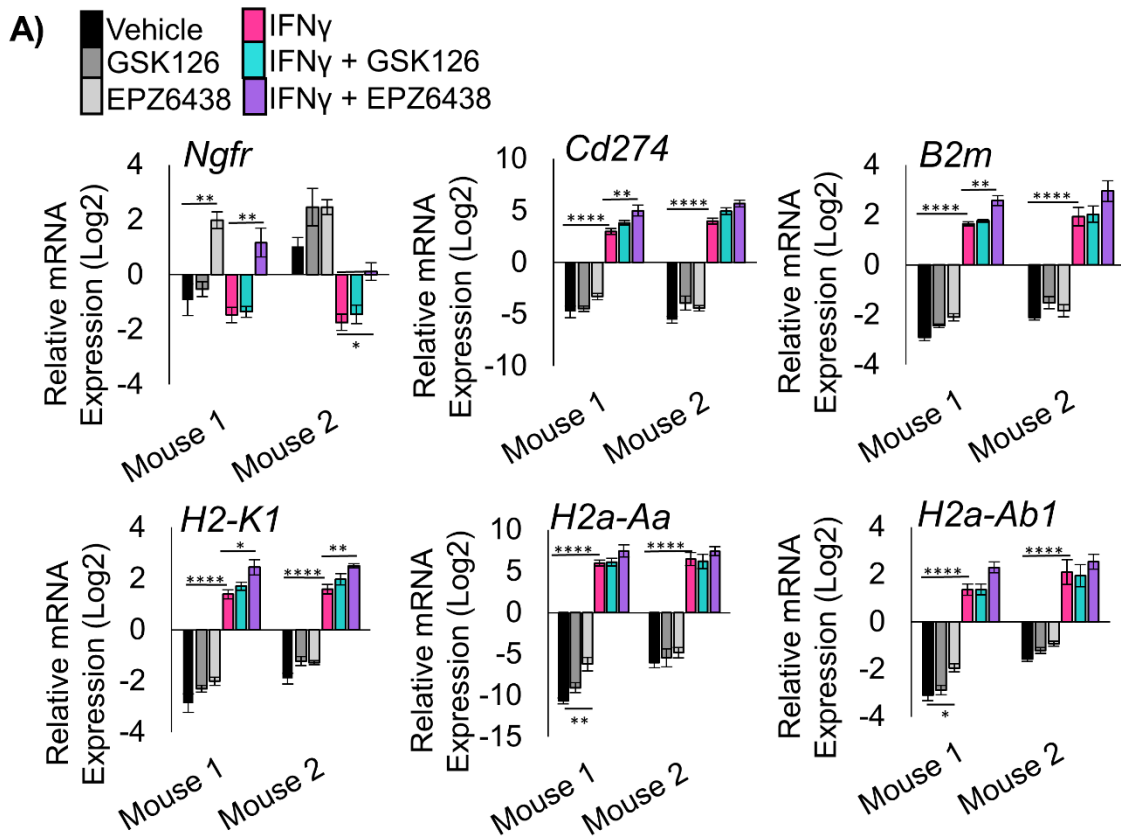 A)
Vehicle
GSK126
EPZ6438
IFNγ
IFNγ + GSK126
IFNγ + EPZ6438
Ngfr
Relative mRNA
Expression (Log2)
4
2
0
-2
-4
**
**
*
Mouse 1
Mouse 2
Cd274
Relative mRNA
Expression (Log2)
10
5
0
-5
-10
****
**
****
Mouse 1
Mouse 2
B2m
Relative mRNA
Expression (Log2)
4
2
0
-2
-4
****
**
****
Mouse 1
Mouse 2
H2-K1
Relative mRNA
Expression (Log2)
4
2
0
-2
-4
****
*
****
**
Mouse 1
Mouse 2
H2a-Aa
Relative mRNA
Expression (Log2)
10
5
0
-5
-10
-15
****
****
**
Mouse 1
Mouse 2
H2a-Ab1
Relative mRNA
Expression (Log2)
4
2
0
-2
-4
****
****
*
Mouse 1
Mouse 2